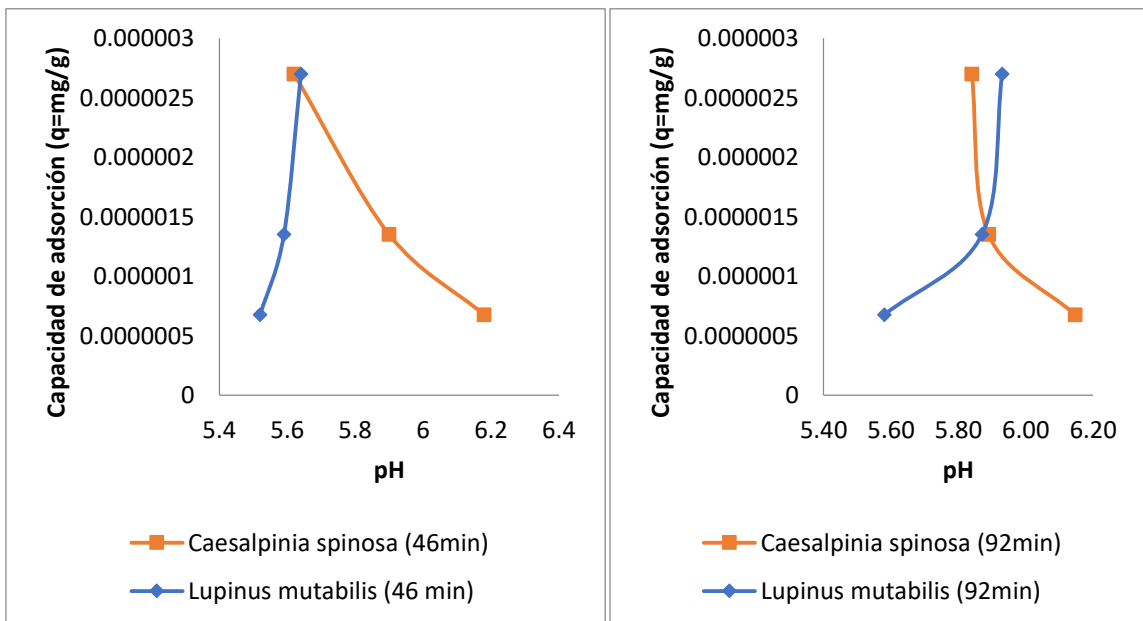 Capacidad de adsorción (q=mg/g)
0.000003
0.0000025
0.000002
0.0000015
0.000001
0.0000005
0
5.4 5.6 5.8 6 6.2 6.4
pH
Caesalpinia spinosa (46min)
Lupinus mutabilis (46 min)
Capacidad de adsorción (q=mg/g)
0.000003
0.0000025
0.000002
0.0000015
0.000001
0.0000005
0
5.40 5.60 5.80 6.00 6.20
pH
Caesalpinia spinosa (92min)
Lupinus mutabilis (92min)